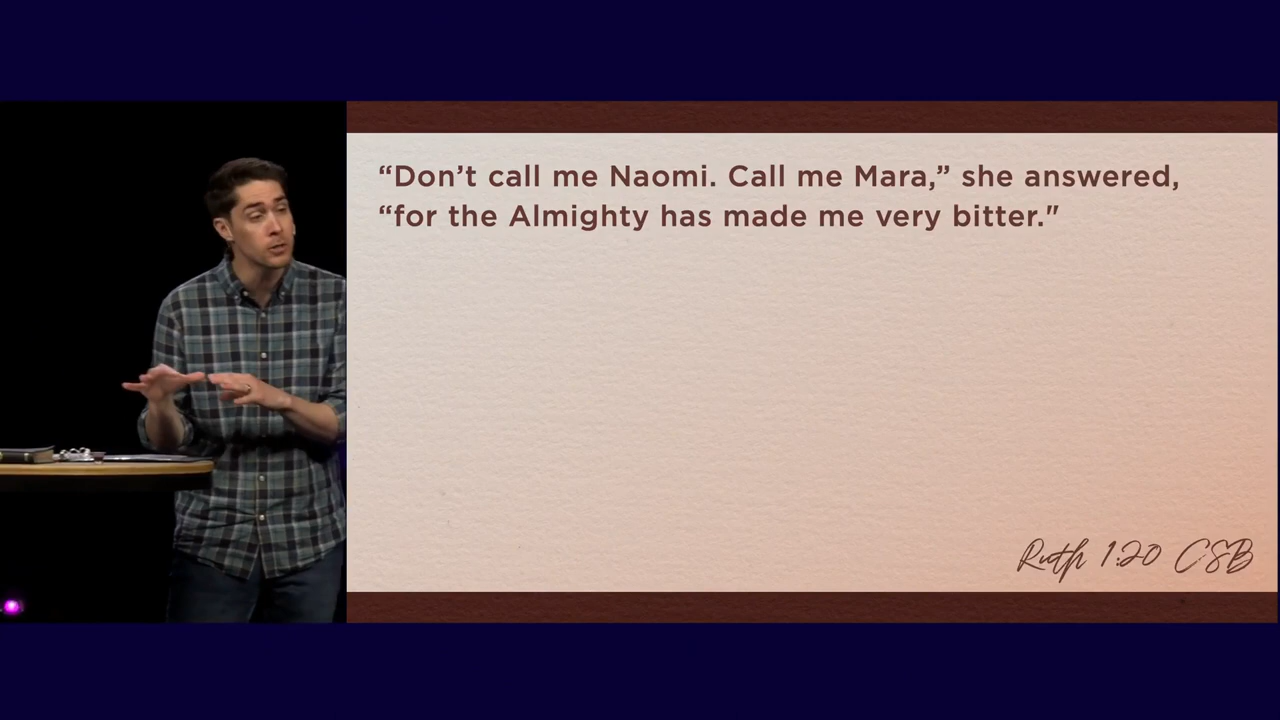 “Don’t call me Naomi. Call me Mara,” she answered,
“for the Almighty has made me very bitter."
Ruth 1:20 CSB